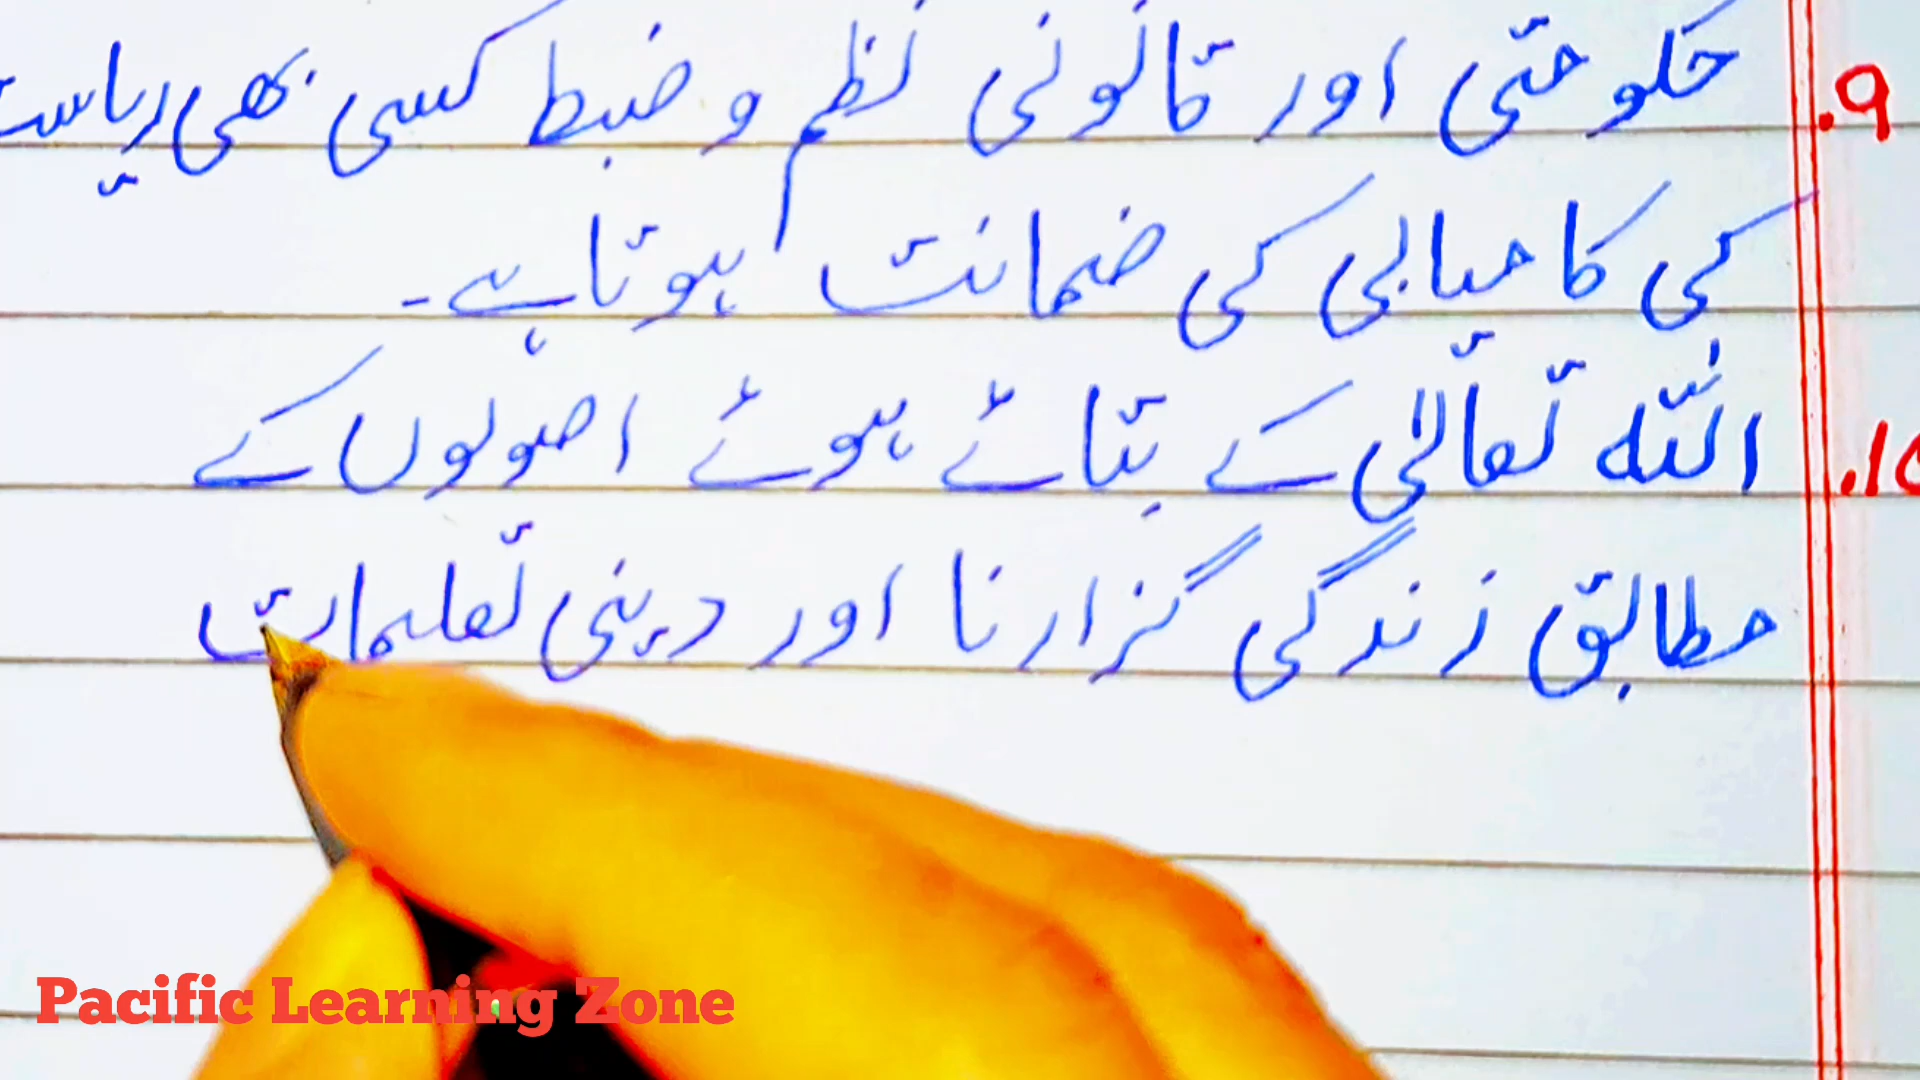 9. حکومتی اور قانونی نظم و ضبط کسی بھی ریاست
کی کامیابی کی ضمانت ہوتا ہے۔
10. اللہ تعالیٰ کے بتائے ہوئے اصولوں کے
مطابق زندگی گزارنا اور دینی تعلیمات
Pacific Learning Zone